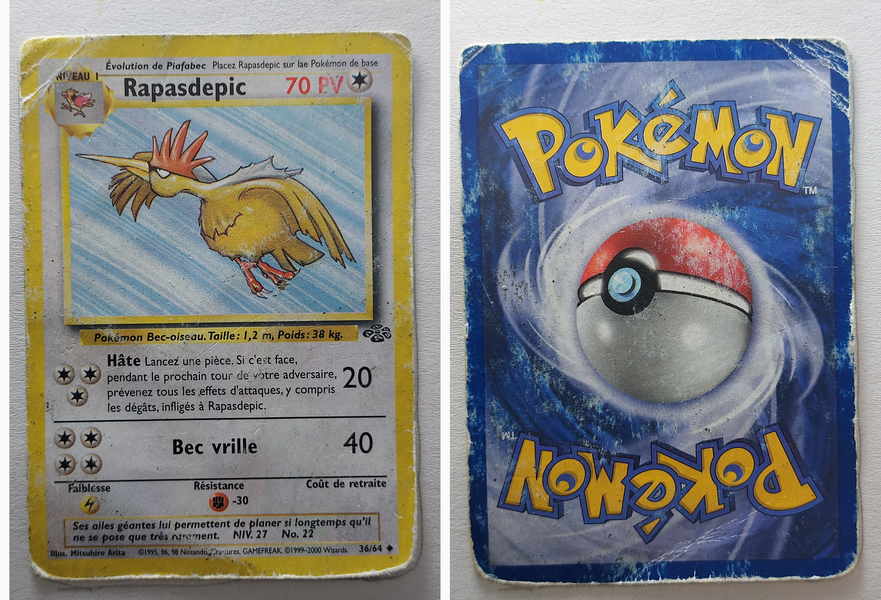 Évolution de Piafabec Placez Rapasdepic sur lae Pokémon de base
NIVEAU 1
Rapasdepic 70 PV
Pokémon Bec-oiseau. Taille: 1,2 m, Poids: 38 kg.
Hâte Lancez une pièce. Si c'est face,
pendant le prochain tour de votre adversaire,
prévenez tous les effets d'attaques, y compris
les dégâts, infligés à Rapasdepic.
20
Bec vrille 40
Faiblesse Résistance Coût de retraite
-30
Ses ailes géantes lui permettent de planer si longtemps qu'il
ne se pose que très rarement. NIV. 27 No. 22
Illus. Mitsuhiro Arita ©1995, 96, 98 Nintendo, Creatures, GAMEFREAK. ©1999-2000 Wizards. 36/64
POKéMON
TM
POKéMON
TM